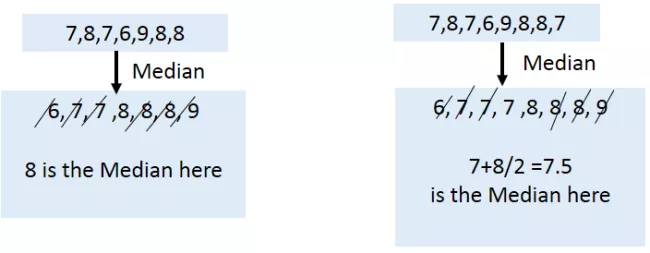 7,8,7,6,9,8,8
Median
6, 7, 7 ,8, 8, 8, 9
8 is the Median here
7,8,7,6,9,8,8,7
Median
6, 7, 7, 7 ,8, 8, 8, 9
7+8/2 =7.5
is the Median here